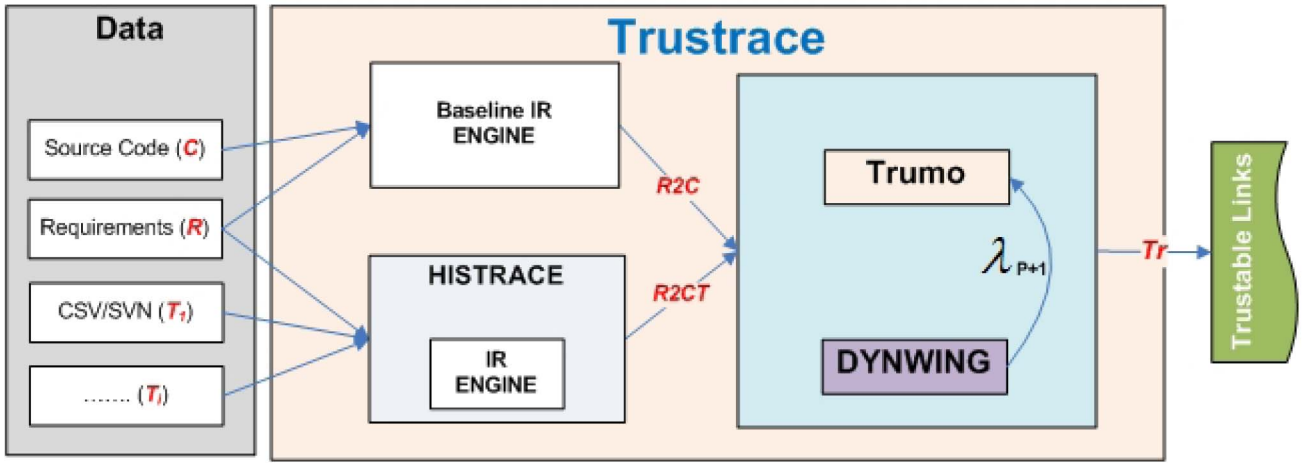 Data
Source Code (C)
Requirements (R)
CSV/SVN (T1)
....... (Ti)
Trustrace
Baseline IR
ENGINE
HISTRACE
IR
ENGINE
R2C
R2CT
Trumo
λ P+1
DYNWING
Tr
Trustable Links